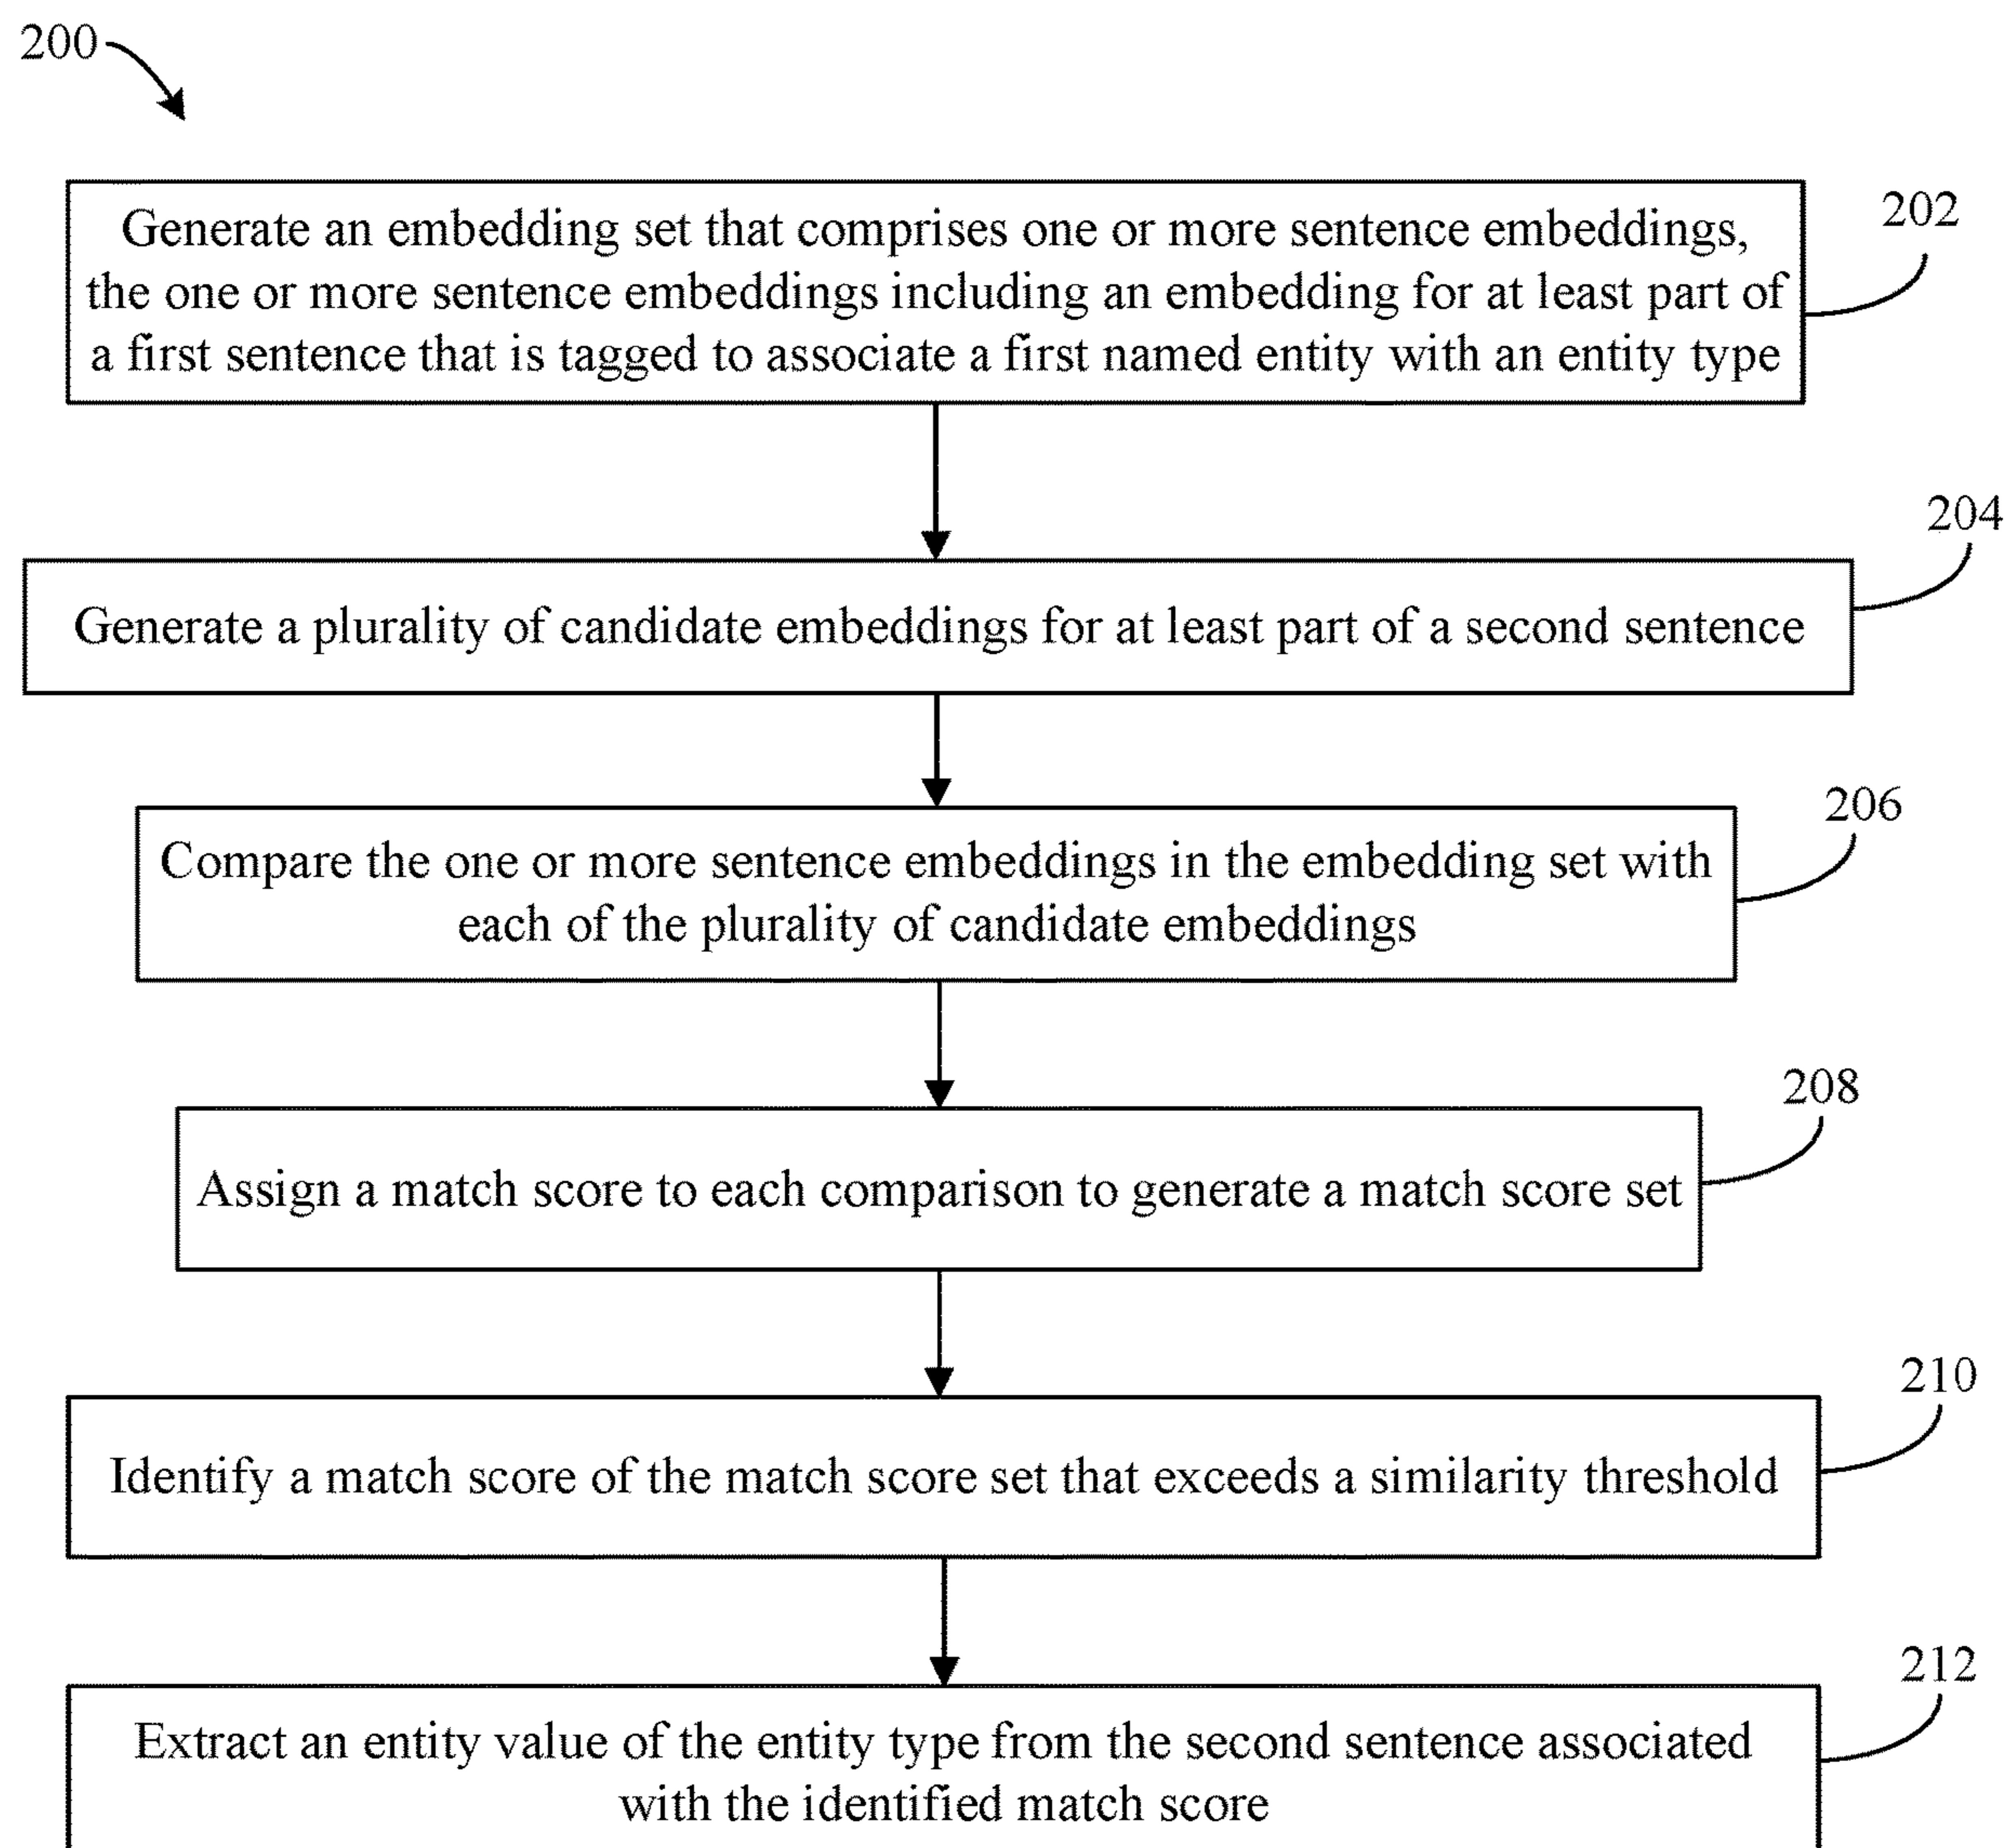 200
Generate an embedding set that comprises one or more sentence embeddings,
the one or more sentence embeddings including an embedding for at least part of
a first sentence that is tagged to associate a first named entity with an entity type
202
Generate a plurality of candidate embeddings for at least part of a second sentence
204
Compare the one or more sentence embeddings in the embedding set with
each of the plurality of candidate embeddings
206
Assign a match score to each comparison to generate a match score set
208
Identify a match score of the match score set that exceeds a similarity threshold
210
Extract an entity value of the entity type from the second sentence associated
with the identified match score
212